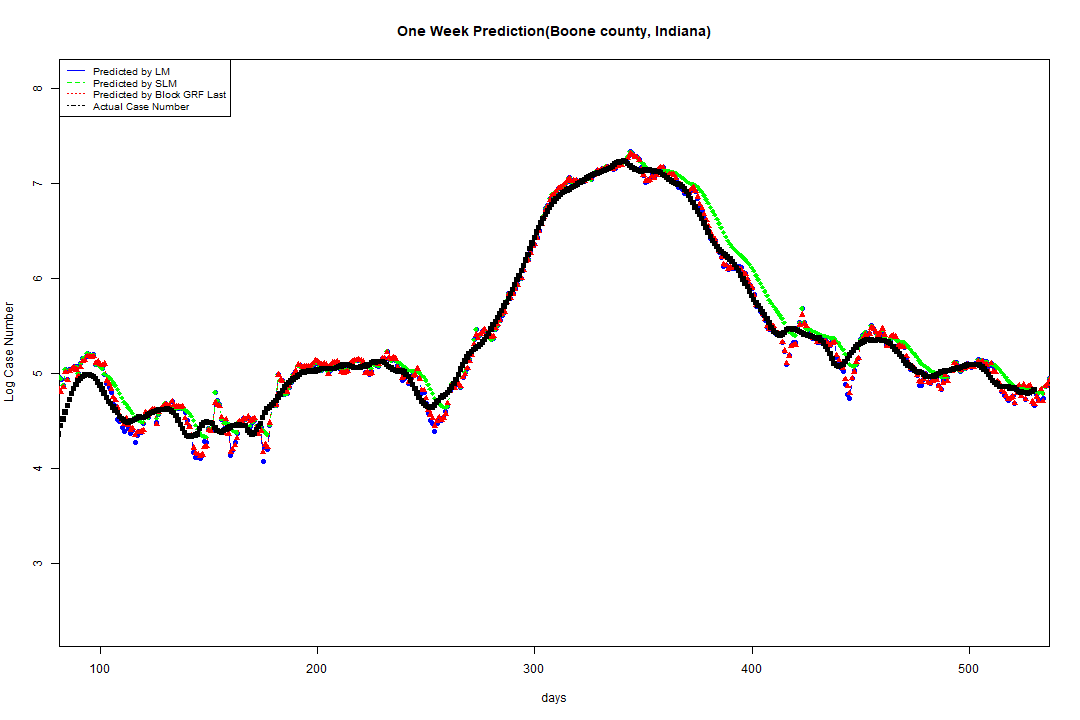 One Week Prediction(Boone county, Indiana)
Predicted by LM
Predicted by SLM
Predicted by Block GRF Last
Actual Case Number
8
7
6
5
4
3
Log Case Number
100
200
300
400
500
days